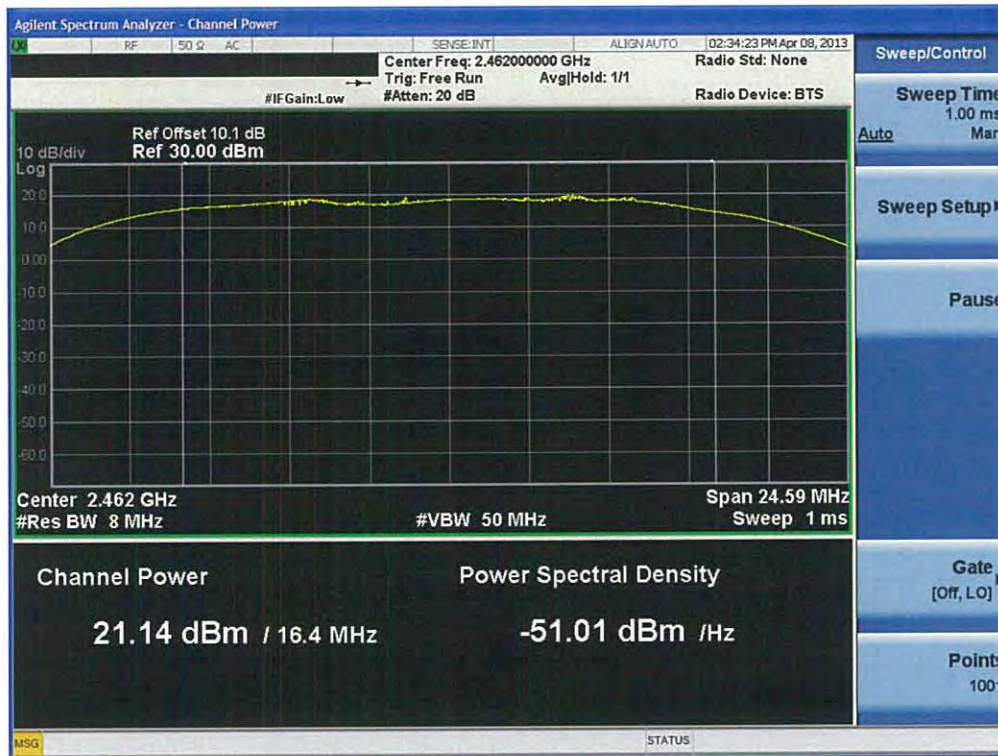 Agilent Spectrum Analyzer - Channel Power
RF 50 Ω AC SENSE:INT ALIGN AUTO 02:34:23 PM Apr 08, 2013
Center Freq: 2.462000000 GHz Radio Std: None
Trig: Free Run Avg|Hold: 1/1
#IFGain:Low #Atten: 20 dB Radio Device: BTS
Ref Offset 10.1 dB
10 dB/div Ref 30.00 dBm
Log
20.0
10.0
0.00
-10.0
-20.0
-30.0
-40.0
-50.0
-60.0
Center 2.462 GHz Span 24.59 MHz
#Res BW 8 MHz #VBW 50 MHz Sweep 1 ms
Channel Power Power Spectral Density
21.14 dBm / 16.4 MHz -51.01 dBm /Hz
MSG STATUS
Sweep/Control
Sweep Time
1.00 ms
Auto Man
Sweep Setup
Pause
Gate
[Off, LO]
Points
1001